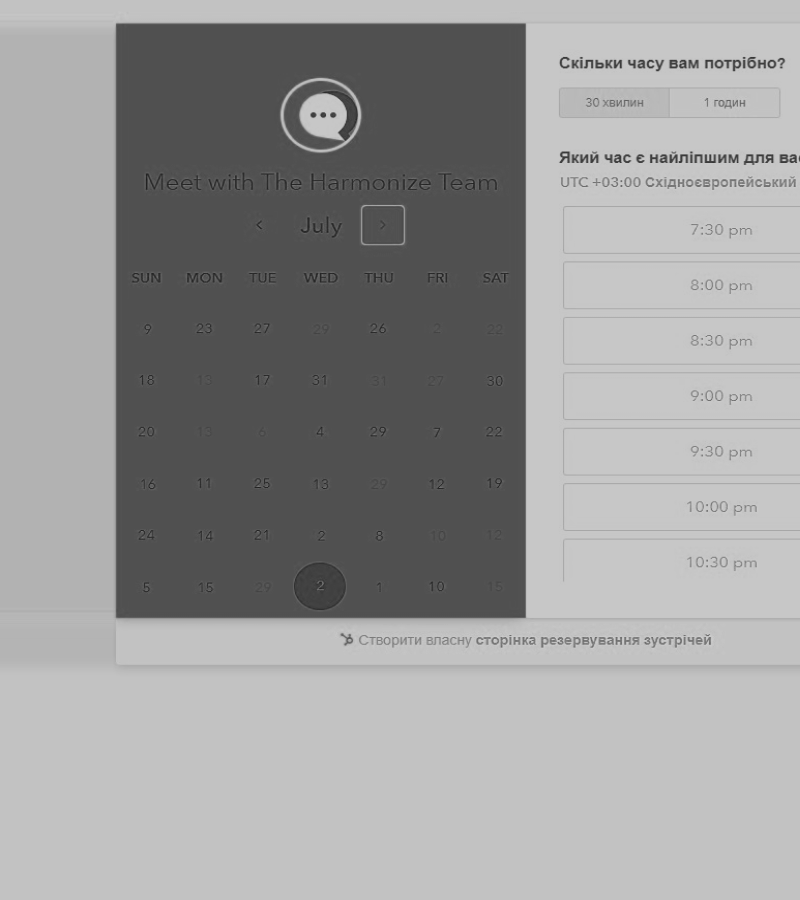 Meet with The Harmonize Team
July
SUN MON TUE WED THU FRI SAT
9 23 27 29 26 2 22
18 13 17 31 31 27 30
20 13 6 4 29 7 22
16 11 25 13 29 12 19
24 14 21 2 8 10 12
5 15 29 2 1 10 15
Скільки часу вам потрібно?
30 хвилин 1 годин
Який час є найліпшим для
UTC +03:00 Східноєвропейський
7:30 pm
8:00 pm
8:30 pm
9:00 pm
9:30 pm
10:00 pm
10:30 pm
Створити власну сторінка резервування зустрічей